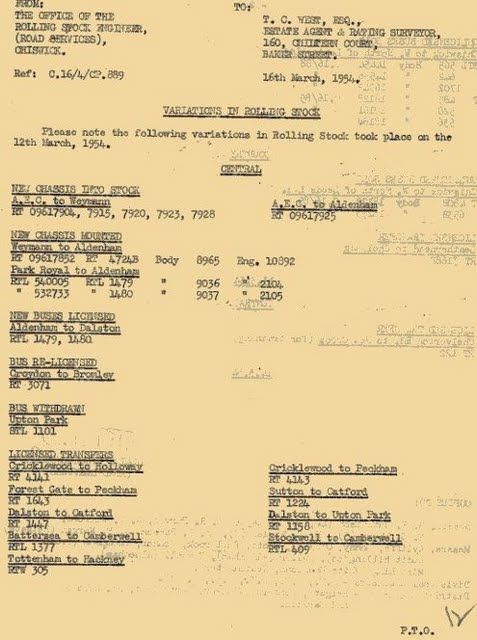 FROM:
THE OFFICE OF THE
ROLLING STOCK ENGINEER,
(ROAD SERVICES),
CHISWICK.
TO:
T. C. WEST, ESQ.,
ESTATE AGENT & RATING SURVEYOR,
160, CHILTERN COURT,
BAKER STREET.
Ref: C.16/4/CP.889
16th March, 1954.
VARIATIONS IN ROLLING STOCK
Please note the following variations in Rolling Stock took place on the
12th March, 1954.
CENTRAL
NEW CHASSIS INTO STOCK
A.E.C. to Weymann
RT 09617904, 7915, 7920, 7923, 7928
A.E.C. to Aldenham
RT 09617925
NEW CHASSIS MOUNTED
Weymann to Aldenham
RT 09617852 RT 4724B Body 8965 Eng. 10892
Park Royal to Aldenham
RTL 540005 RTL 1479 " 9036 " 2104
" 532733 " 1480 " 9037 " 2105
NEW BUSES LICENSED
Aldenham to Dalston
RTL 1479, 1480
BUS RE-LICENSED
Croydon to Bromley
RT 3071
BUS WITHDRAWN
Upton Park
STL 1101
LICENSED TRANSFERS
Cricklewood to Holloway
RT 4141
Forest Gate to Peckham
RT 1643
Dalston to Catford
RT 1447
Battersea to Camberwell
RTL 1377
Tottenham to Hackney
RTW 305
Cricklewood to Peckham
RT 4143
Sutton to Catford
RT 1224
Dalston to Upton Park
RT 1158
Stockwell to Camberwell
RTL 409
P.T.O.